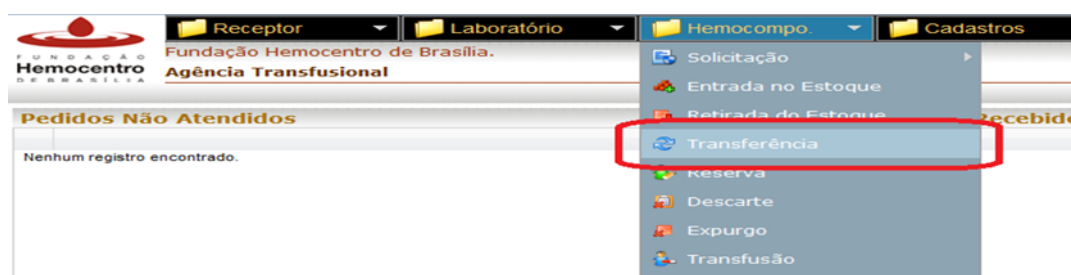 Receptor Laboratório Hemocompo. Cadastros
FUNDAÇÃO
Hemocentro
DE BRASÍLIA
Fundação Hemocentro de Brasília.
Agência Transfusional
Solicitação
Entrada no Estoque
Retirada do Estoque
Transferência
Reserva
Descarte
Expurgo
Transfusão
Pedidos Não Atendidos
Recebido
Nenhum registro encontrado.